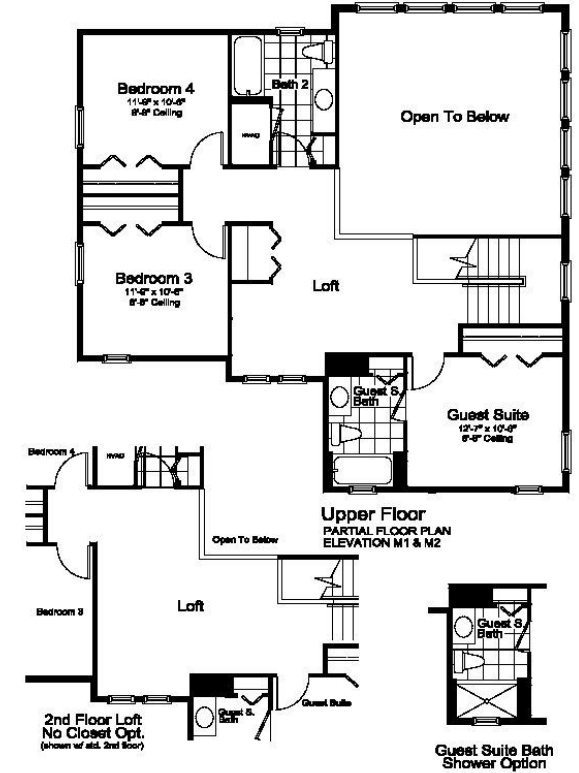 Bedroom 4
11'-6" x 10'-6"
8'-8" Ceiling
Bath 2
HVAC
Open To Below
Bedroom 3
11'-6" x 10'-6"
8'-8" Ceiling
Loft
Guest S.
Bath
Guest Suite
12'-7" x 10'-0"
8'-8" Ceiling
Upper Floor
PARTIAL FLOOR PLAN
ELEVATION M1 & M2
Bedroom 4
HVAC
Open To Below
Bedroom 3
Loft
Guest Suite
Guest S.
Bath
2nd Floor Loft
No Closet Opt.
(shown w/ std. 2nd floor)
Guest S.
Bath
Guest Suite Bath
Shower Option